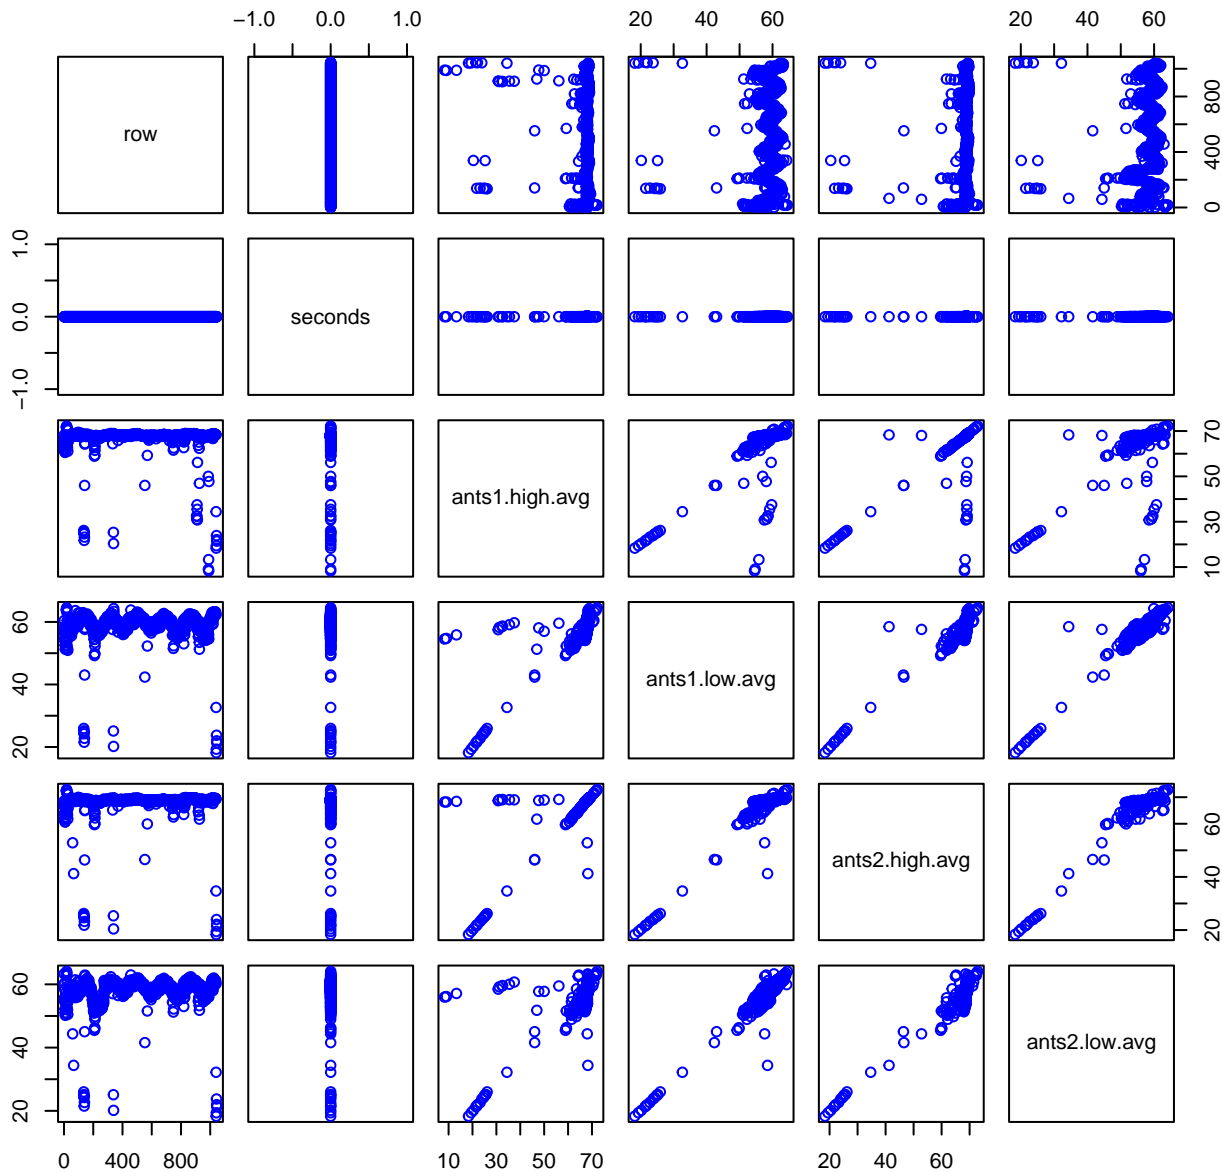 −1.0 0.0 1.0 20 40 60 20 40 60
row
0 400 800
−1.0 0.0 1.0
seconds
ants1.high.avg
10 30 50 70
20 40 60
ants1.low.avg
ants2.high.avg
20 40 60
20 40 60
ants2.low.avg
0 400 800 10 30 50 70 20 40 60